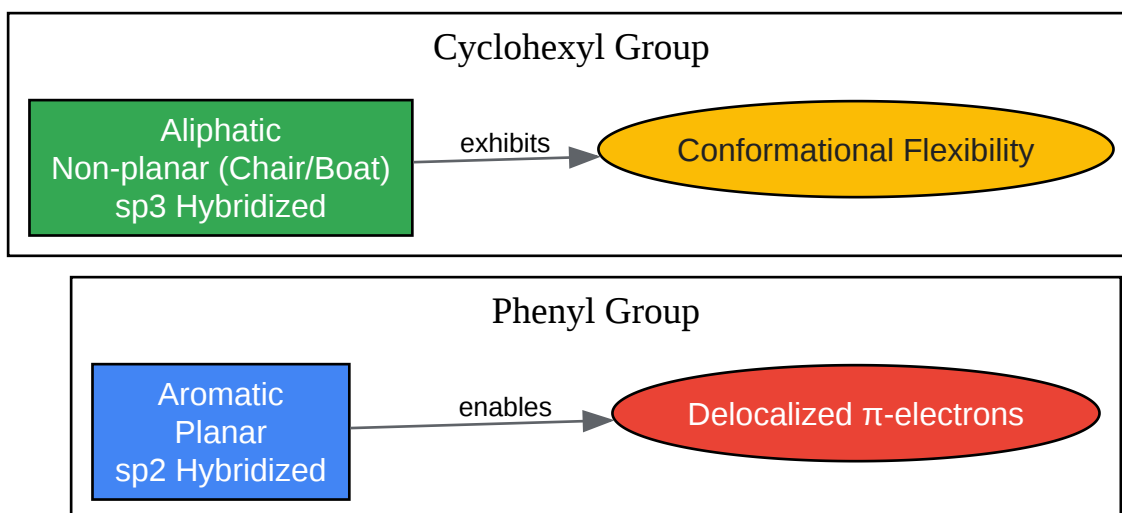 Cyclohexyl Group
Aliphatic
Non-planar (Chair/Boat)
sp3 Hybridized
exhibits
Conformational Flexibility
Phenyl Group
Aromatic
Planar
sp2 Hybridized
enables
Delocalized π-electrons